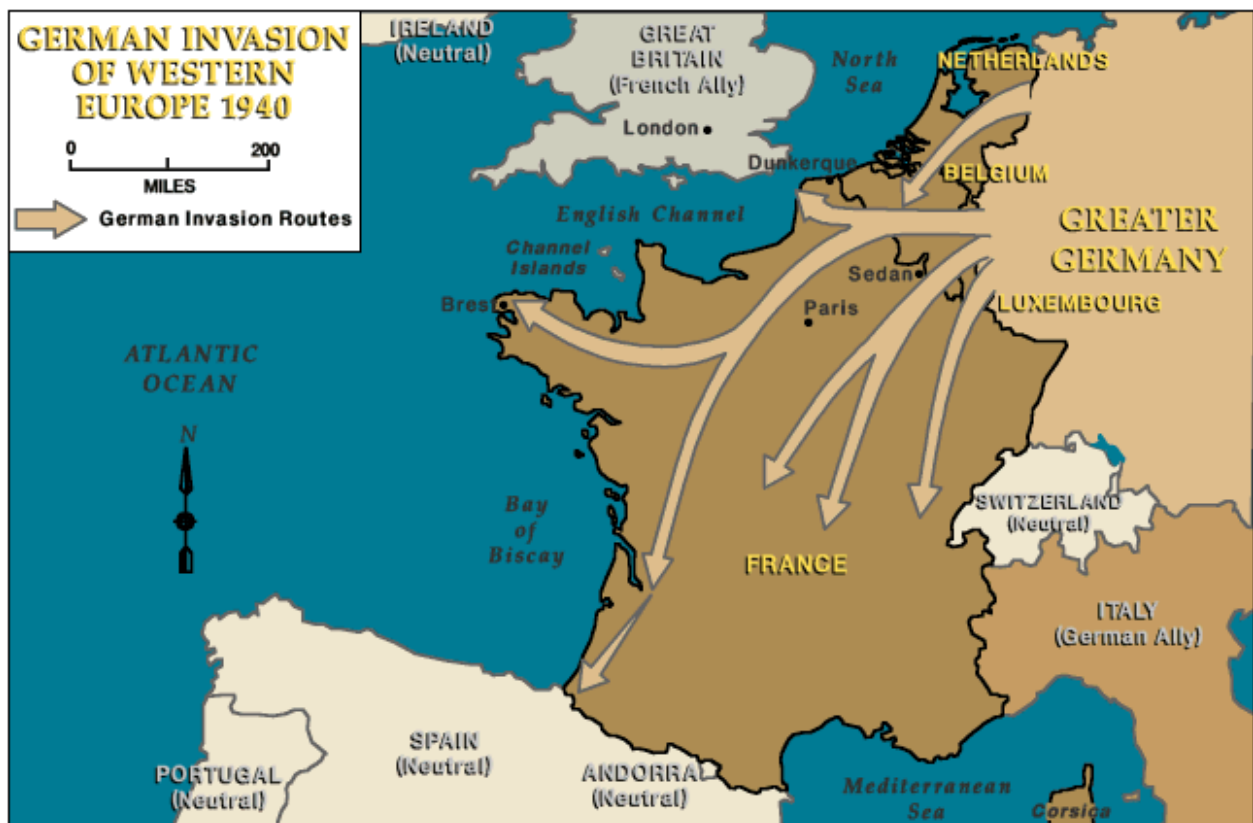 GERMAN INVASION
OF WESTERN
EUROPE 1940
0 200
MILES
German Invasion Routes
IRELAND
(Neutral)
GREAT
BRITAIN
(French Ally)
London
North
Sea
NETHERLANDS
Dunkerque
BELGIUM
English Channel
Channel
Islands
GREATER
GERMANY
Sedan
LUXEMBOURG
Brest
Paris
ATLANTIC
OCEAN
N
Bay
of
Biscay
SWITZERLAND
(Neutral)
FRANCE
ITALY
(German Ally)
SPAIN
(Neutral)
PORTUGAL
(Neutral)
ANDORRA
(Neutral)
Mediterranean
Sea
Corsica